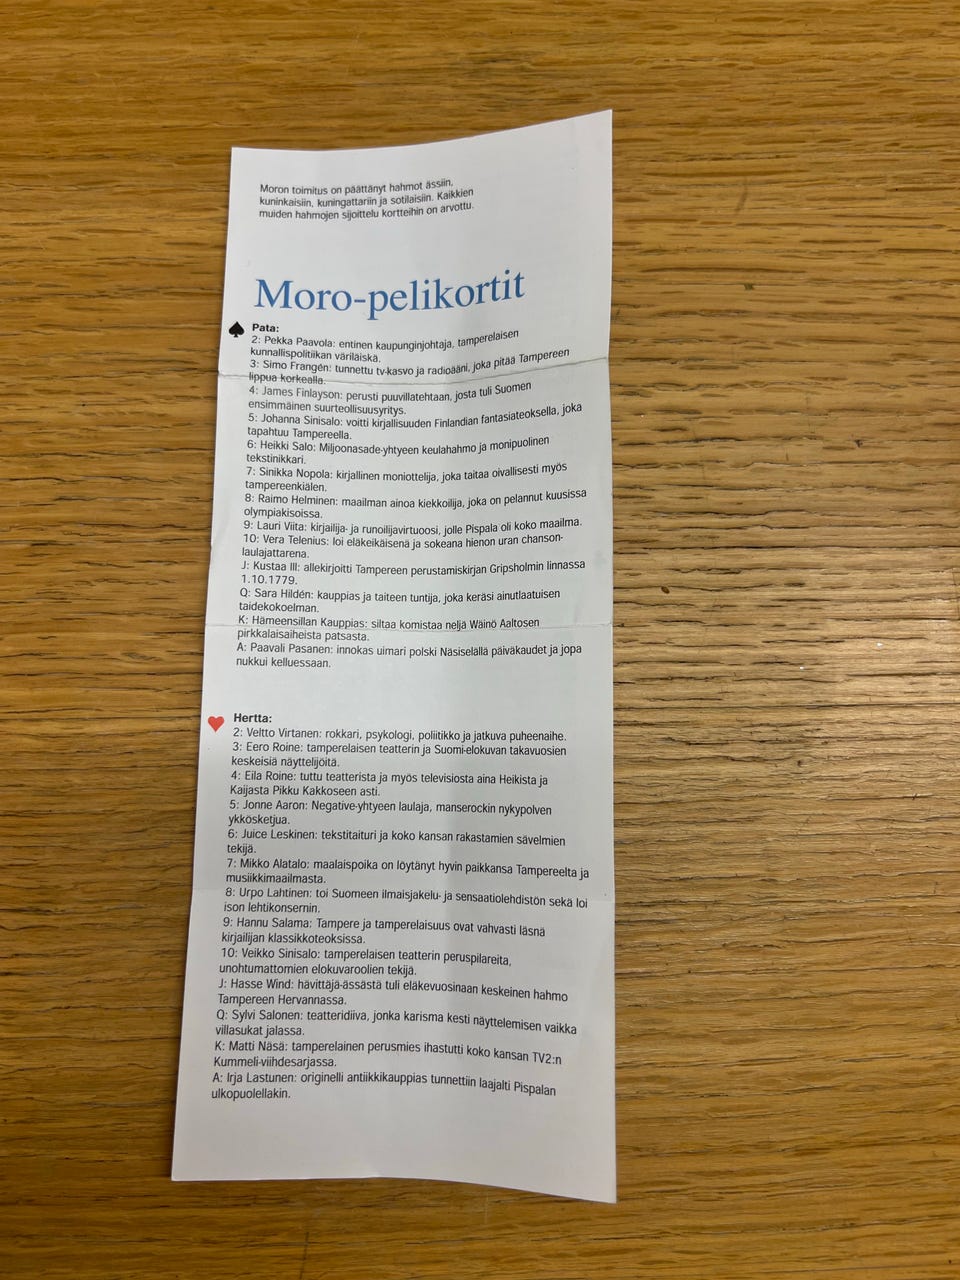 Moron toimitus on päättänyt hahmot ässiin,
kuninkaisiin, kuningattariin ja sotilaisiin. Kaikkien
muiden hahmojen sijoittelu kortteihin on arvottu.
Moro-pelikortit
Pata:
2: Pekka Paavola: entinen kaupunginjohtaja, tamperelaisen
kunnallispolitiikan väriläiskä.
3: Simo Frangén: tunnettu tv-kasvo ja radioääni, joka pitää Tampereen
lippua korkealla.
4: James Finlayson: perusti puuvillatehtaan, josta tuli Suomen
ensimmäinen suurteollisuusyritys.
5: Johanna Sinisalo: voitti kirjallisuuden Finlandian fantasiateoksella, joka
tapahtuu Tampereella.
6: Heikki Salo: Miljoonasade-yhtyeen keulahahmo ja monipuolinen
tekstinikkari.
7: Sinikka Nopola: kirjallinen moniottelija, joka taitaa oivallisesti myös
tampereenkiälen.
8: Raimo Helminen: maailman ainoa kiekkoilija, joka on pelannut kuusissa
olympiakisoissa.
9: Lauri Viita: kirjailija- ja runoilijavirtuoosi, jolle Pispala oli koko maailma.
10: Vera Telenius: loi eläkeikäisenä ja sokeana hienon uran chanson-
laulajattarena.
J: Kustaa III: allekirjoitti Tampereen perustamiskirjan Gripsholmin linnassa
1.10.1779.
Q: Sara Hildén: kauppias ja taiteen tuntija, joka keräsi ainutlaatuisen
taidekokoelman.
K: Hämeensillan Kauppias: siltaa komistaa neljä Wäinö Aaltosen
pirkkalaisaiheista patsasta.
A: Paavali Pasanen: innokas uimari polski Näsiselällä päiväkaudet ja jopa
nukkui kelluessaan.
Hertta:
2: Veltto Virtanen: rokkari, psykologi, poliitikko ja jatkuva puheenaihe.
3: Eero Roine: tamperelaisen teatterin ja Suomi-elokuvan takavuosien
keskeisiä näyttelijöitä.
4: Eila Roine: tuttu teatterista ja myös televisiosta aina Heikistä ja
Kaijasta Pikku Kakkoseen asti.
5: Jonne Aaron: Negative-yhtyeen laulaja, manserockin nykypolven
ykkösketjua.
6: Juice Leskinen: tekstitaituri ja koko kansan rakastamien sävelmien
tekijä.
7: Mikko Alatalo: maalaispoika on löytänyt hyvin paikkansa Tampereelta ja
musiikkimaailmasta.
8: Urpo Lahtinen: toi Suomeen ilmaisjakelu- ja sensaatiolehdistön sekä loi
ison lehtikonsernin.
9: Hannu Salama: Tampere ja tamperelaisuus ovat vahvasti läsnä
kirjailijan klassikkoteoksissa.
10: Veikko Sinisalo: tamperelaisen teatterin peruspilareita,
unohtumattomien elokuvaroolien tekijä.
J: Hasse Wind: hävittäjä-ässästä tuli eläkevuosinaan keskeinen hahmo
Tampereen Hervannassa.
Q: Sylvi Salonen: teatteridiiva, jonka karisma kesti näyttelemisen vaikka
villasukat jalassa.
K: Matti Näsä: tamperelainen perusmies ihastutti koko kansan TV2:n
Kummeli-viihdesarjassa.
A: Irja Lastunen: originelli antiikkikauppias tunnettiin laajalti Pispalan
ulkopuolellakin.